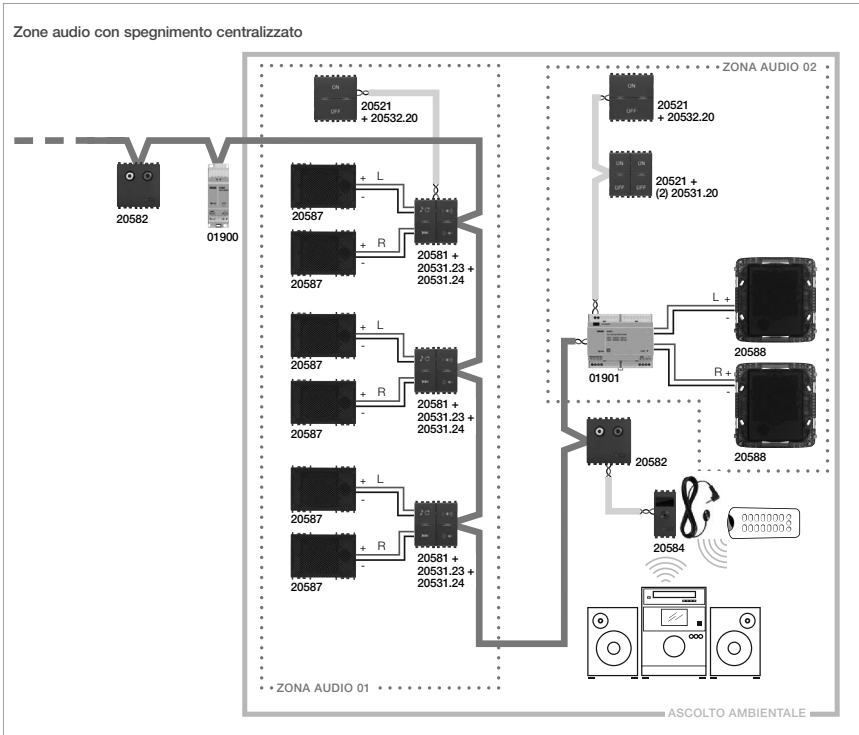 Zone audio con spegnimento centralizzato
ZONA AUDIO 02
ON
OFF
20521
+ 20532.20
ON
OFF
20521
+ 20532.20
ON ON
OFF OFF
20521 +
(2) 20531.20
20582
01900
+ L
-
20587
+ R
-
20587
20581 +
20531.23 +
20531.24
+ L
-
20587
+ R
-
20587
20581 +
20531.23 +
20531.24
+ L
-
20587
+ R
-
20587
20581 +
20531.23 +
20531.24
L +
-
20588
R +
-
20588
01901
20582
20584
ZONA AUDIO 01
ASCOLTO AMBIENTALE